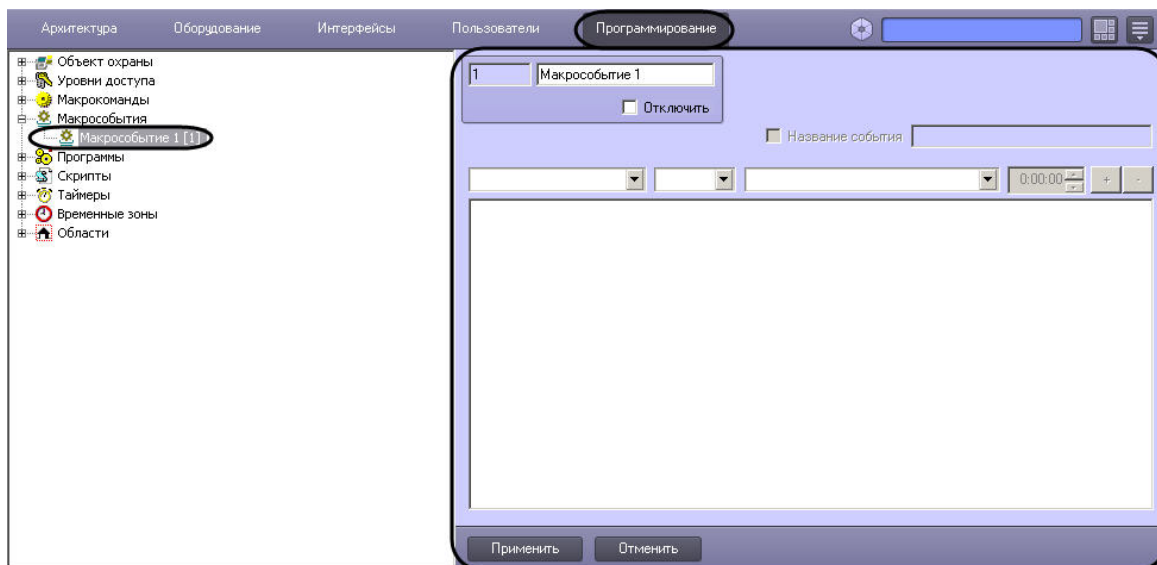 Архитектура Оборудование Интерфейсы Пользователи Программирование
Объект охраны
Уровни доступа
Макрокоманды
Макрособытия
Макрособытие 1 [1]
Программы
Скрипты
Таймеры
Временные зоны
Области
1 Макрособытие 1
Отключить
Название события
0:00:00 + -
Применить Отменить